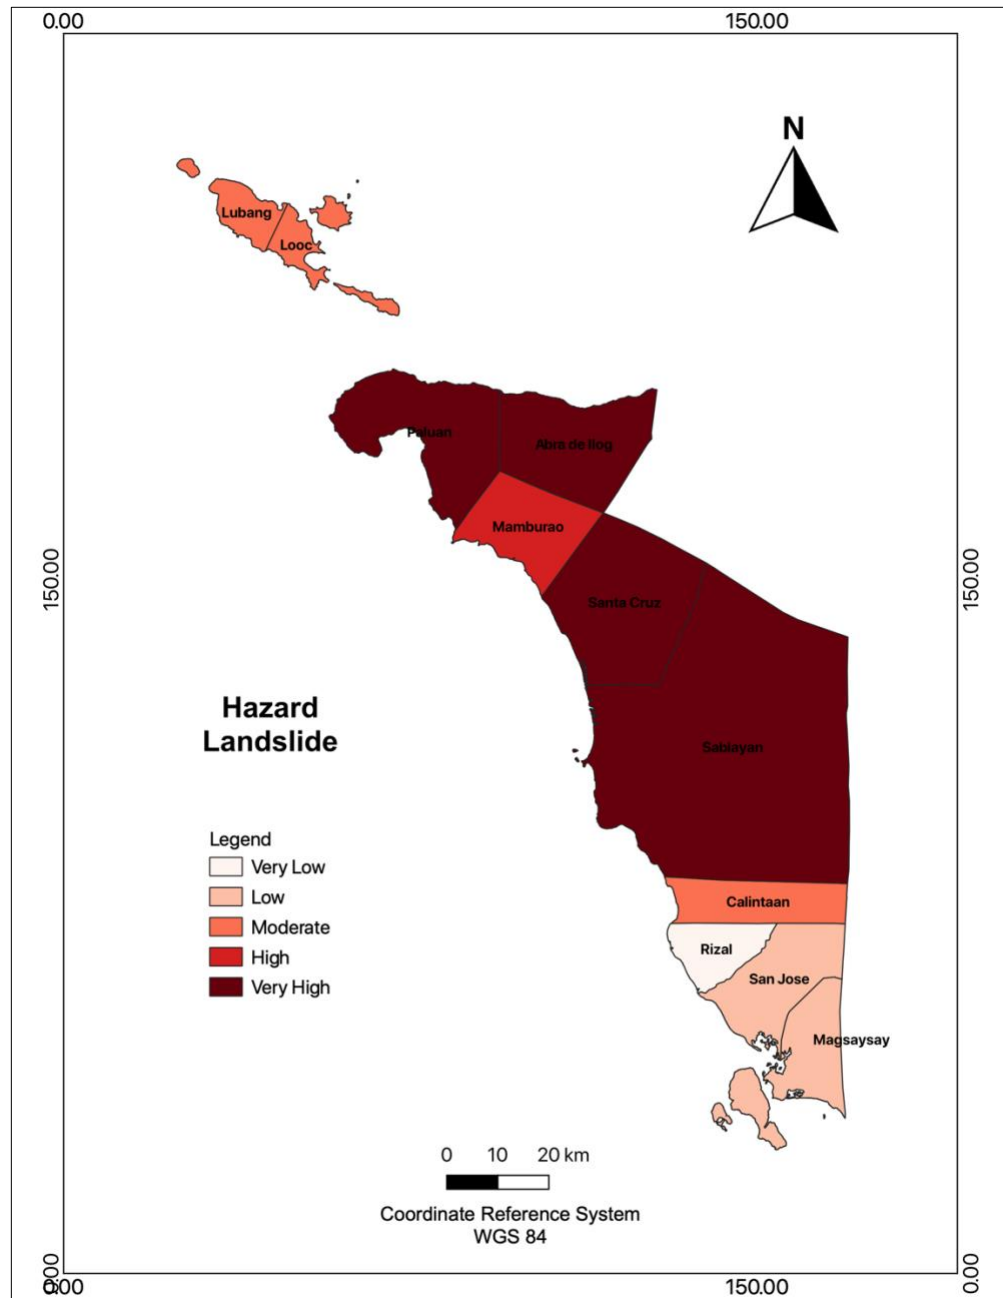 0.00 150.00
N
Lubang
Looc
Paluan
Abra de Ilog
Mamburao
150.00
150.00
Santa Cruz
Hazard
Landslide
Sablayan
Legend
Very Low
Low
Moderate
High
Very High
Calintaan
Rizal
San Jose
Magsaysay
0 10 20 km
Coordinate Reference System
WGS 84
0.00
0.00
0.00 150.00